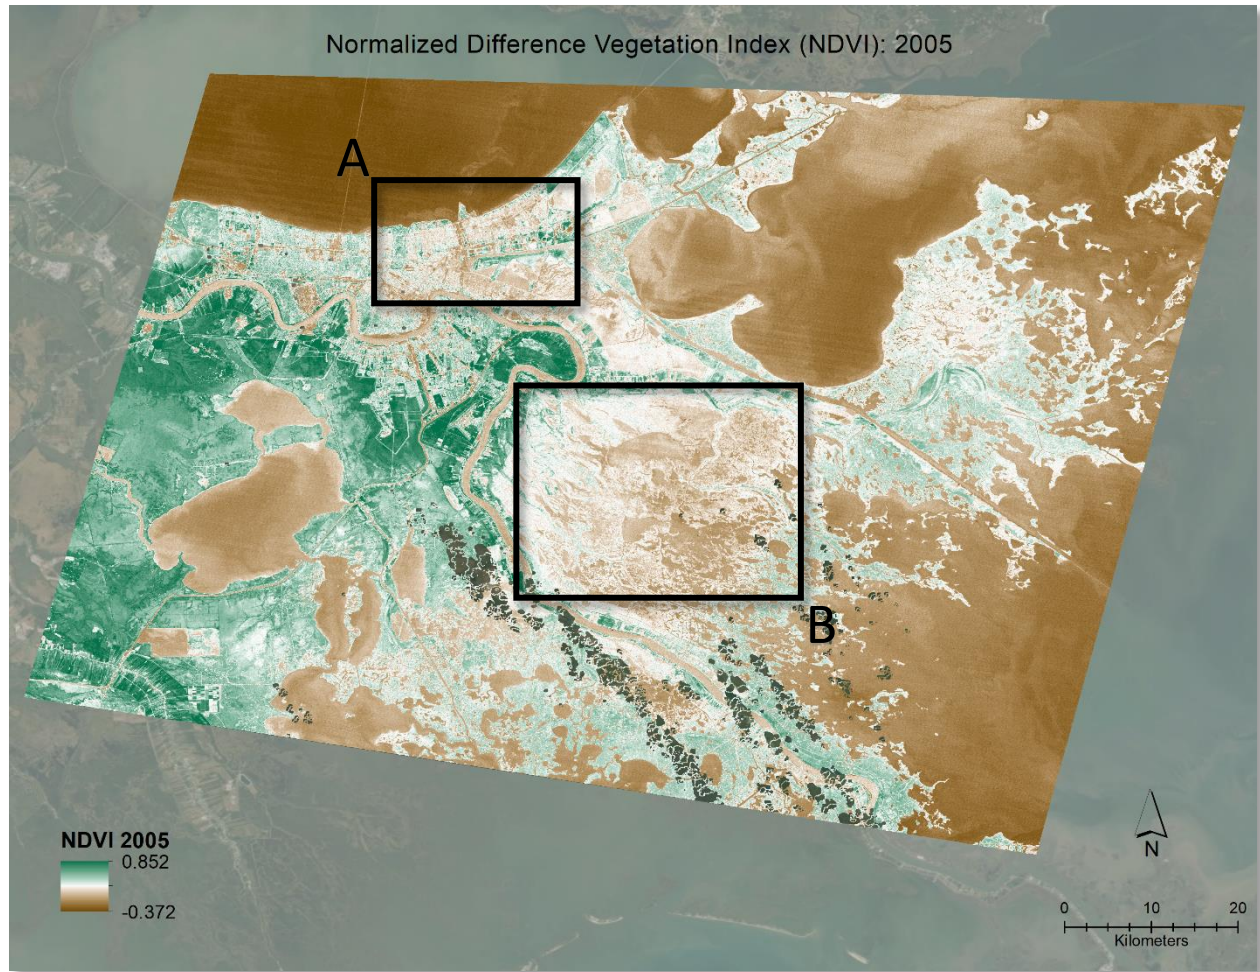 Normalized Difference Vegetation Index (NDVI): 2005
A
B
NDVI 2005
0.852
-0.372
N
0 10 20
Kilometers